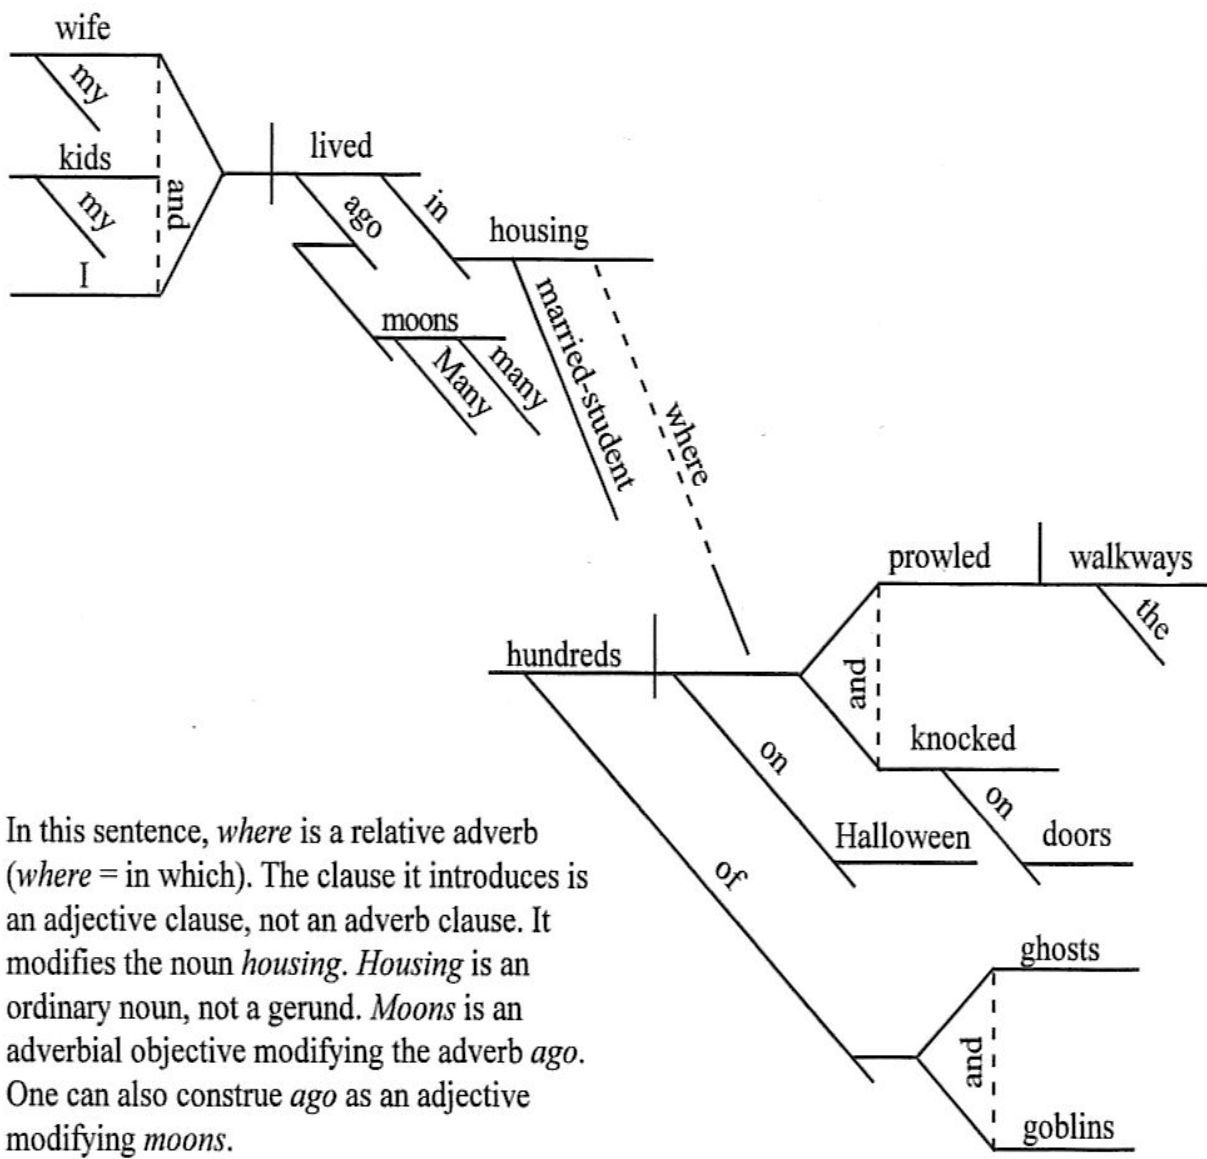 wife
my
kids
my
and
I
lived
ago
in
housing
moons
Many
many
married-student
where
prowled
walkways
the
hundreds
and
on
knocked
on
Halloween
doors
of
ghosts
and
goblins
In this sentence, where is a relative adverb
(where = in which). The clause it introduces is
an adjective clause, not an adverb clause. It
modifies the noun housing. Housing is an
ordinary noun, not a gerund. Moons is an
adverbial objective modifying the adverb ago.
One can also construe ago as an adjective
modifying moons.